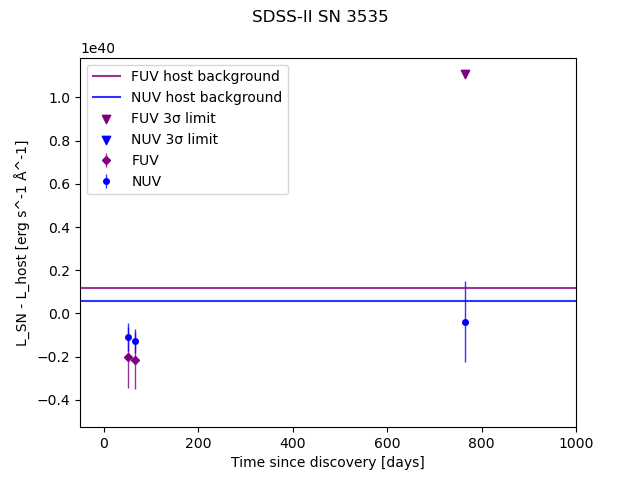 SDSS-II SN 3535
1e40
FUV host background
NUV host background
FUV 3σ limit
NUV 3σ limit
FUV
NUV
1.0
0.8
0.6
0.4
0.2
0.0
−0.2
−0.4
L_SN - L_host [erg s^-1 Å^-1]
0 200 400 600 800 1000
Time since discovery [days]